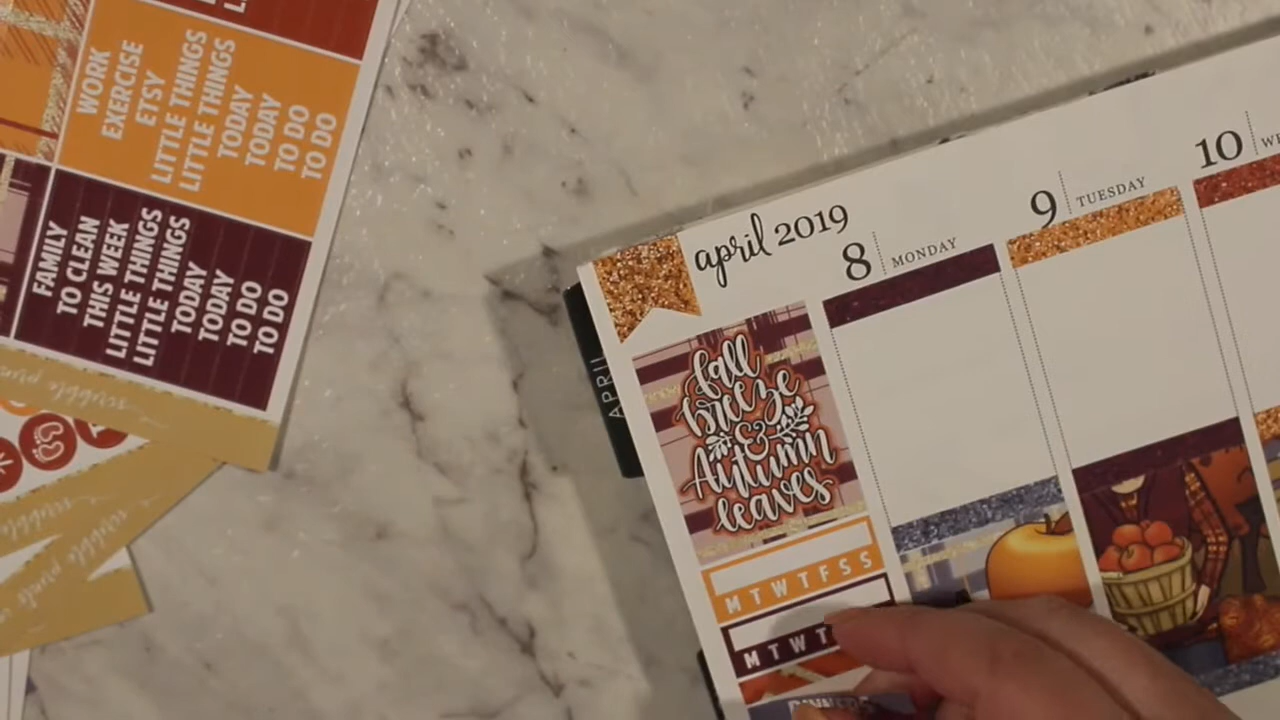 WORK
EXERCISE
ETSY
LITTLE THINGS
LITTLE THINGS
TODAY
TODAY
TO DO
TO DO
FAMILY
TO CLEAN
THIS WEEK
LITTLE THINGS
LITTLE THINGS
TODAY
TODAY
TO DO
TO DO
april 2019
8 MONDAY
9 TUESDAY
10
APRIL
fall
breeze
&
Autumn
leaves
M T W T F S S
M T W T